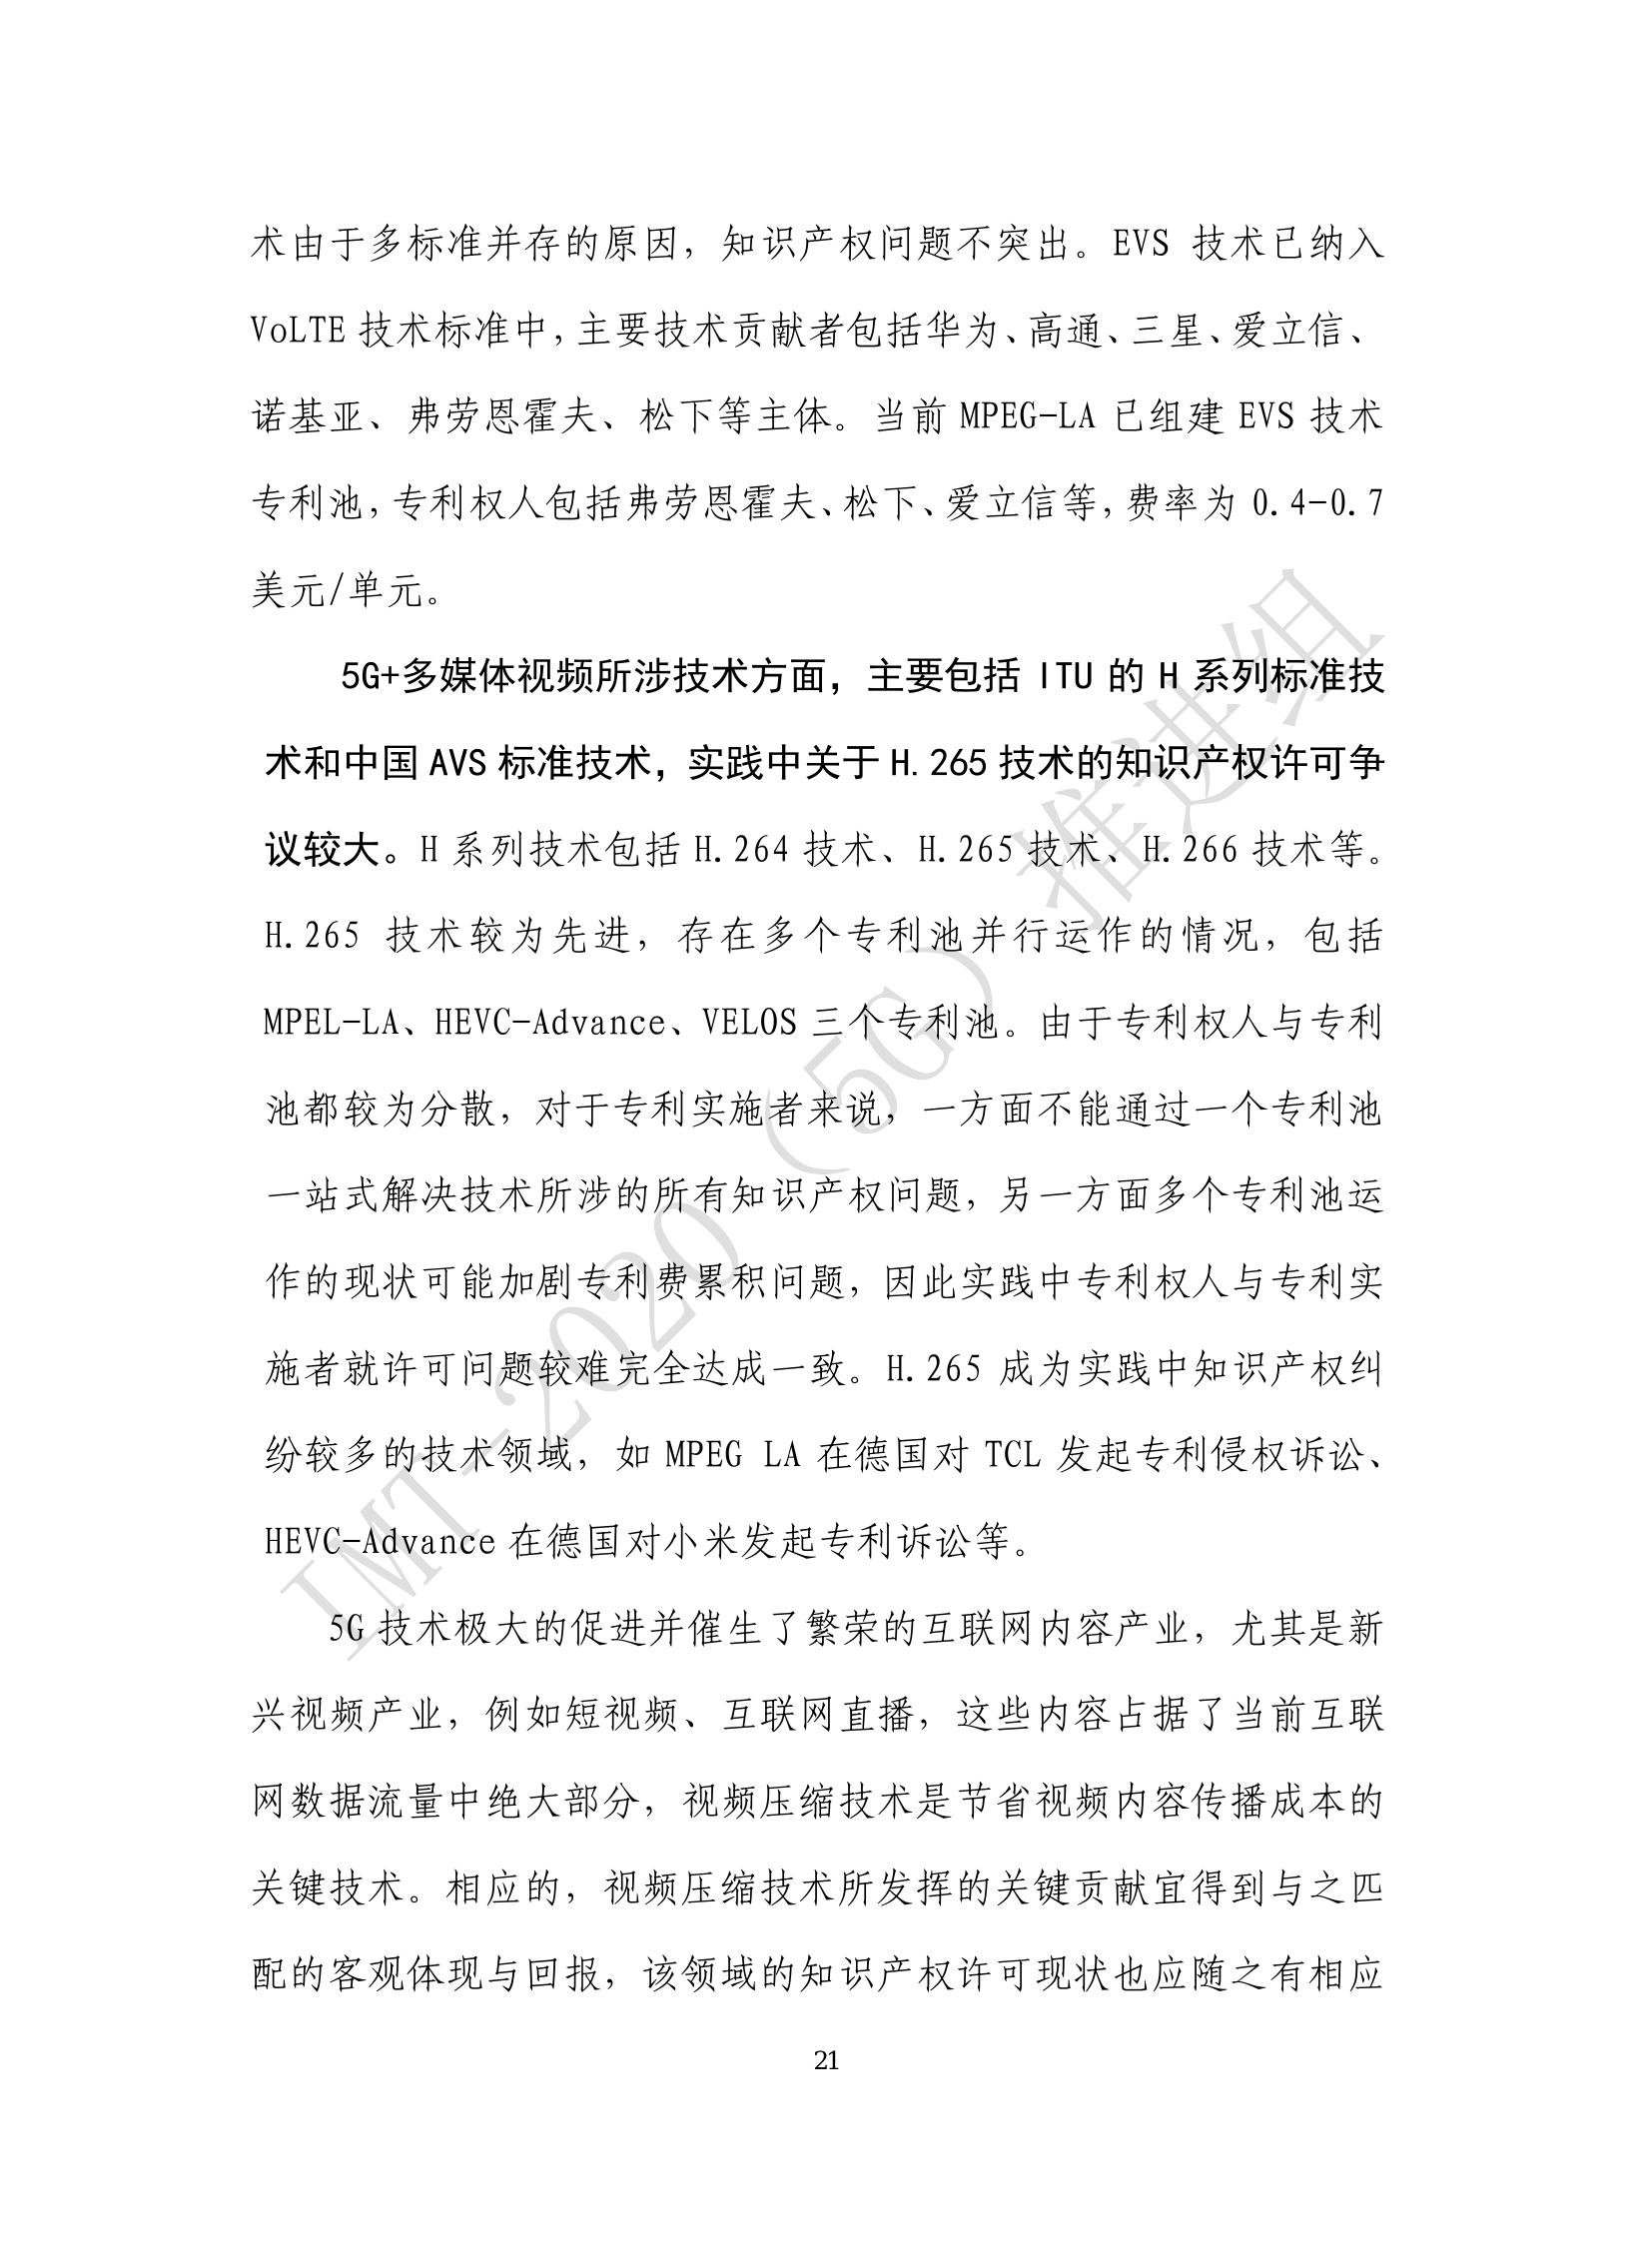 术由于多标准并存的原因，知识产权问题不突出。EVS 技术已纳入
VoLTE 技术标准中，主要技术贡献者包括华为、高通、三星、爱立信、
诺基亚、弗劳恩霍夫、松下等主体。当前 MPEG-LA 已组建 EVS 技术
专利池，专利权人包括弗劳恩霍夫、松下、爱立信等，费率为 0.4-0.7
美元/单元。
5G+多媒体视频所涉技术方面，主要包括 ITU 的 H 系列标准技
术和中国 AVS 标准技术，实践中关于 H.265 技术的知识产权许可争
议较大。H 系列技术包括 H.264 技术、H.265 技术、H.266 技术等。
H.265 技术较为先进，存在多个专利池并行运作的情况，包括
MPEL-LA、HEVC-Advance、VELOS 三个专利池。由于专利权人与专利
池都较为分散，对于专利实施者来说，一方面不能通过一个专利池
一站式解决技术所涉的所有知识产权问题，另一方面多个专利池运
作的现状可能加剧专利费累积问题，因此实践中专利权人与专利实
施者就许可问题较难完全达成一致。H.265 成为实践中知识产权纠
纷较多的技术领域，如 MPEG LA 在德国对 TCL 发起专利侵权诉讼、
HEVC-Advance 在德国对小米发起专利诉讼等。
5G 技术极大的促进并催生了繁荣的互联网内容产业，尤其是新
兴视频产业，例如短视频、互联网直播，这些内容占据了当前互联
网数据流量中绝大部分，视频压缩技术是节省视频内容传播成本的
关键技术。相应的，视频压缩技术所发挥的关键贡献宜得到与之匹
配的客观体现与回报，该领域的知识产权许可现状也应随之有相应
21
IMT-2020（5G）推进组